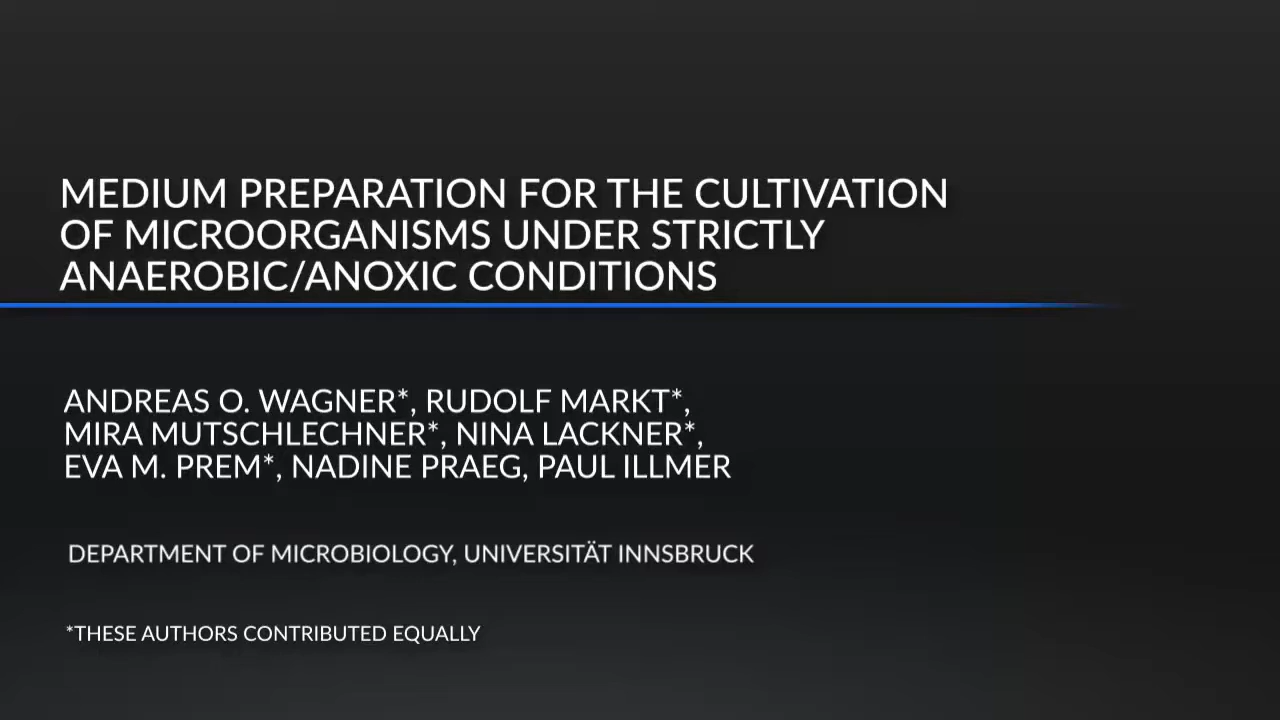 MEDIUM PREPARATION FOR THE CULTIVATION
OF MICROORGANISMS UNDER STRICTLY
ANAEROBIC/ANOXIC CONDITIONS
ANDREAS O. WAGNER*, RUDOLF MARKT*,
MIRA MUTSCHLECHNER*, NINA LACKNER*,
EVA M. PREM*, NADINE PRAEG, PAUL ILLMER
DEPARTMENT OF MICROBIOLOGY, UNIVERSITÄT INNSBRUCK
*THESE AUTHORS CONTRIBUTED EQUALLY